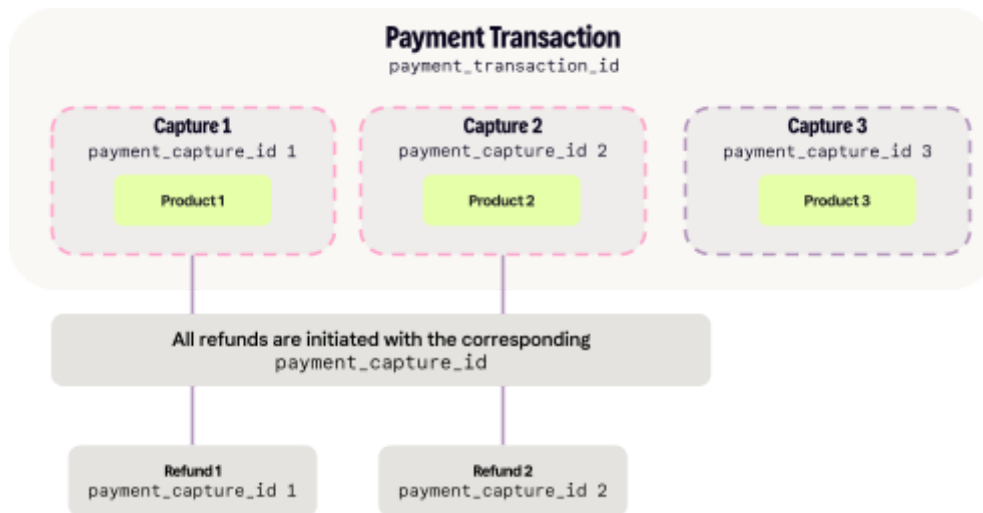 Payment Transaction
payment_transaction_id
Capture 1
payment_capture_id 1
Product 1
Capture 2
payment_capture_id 2
Product 2
Capture 3
payment_capture_id 3
Product 3
All refunds are initiated with the corresponding
payment_capture_id
Refund 1
payment_capture_id 1
Refund 2
payment_capture_id 2